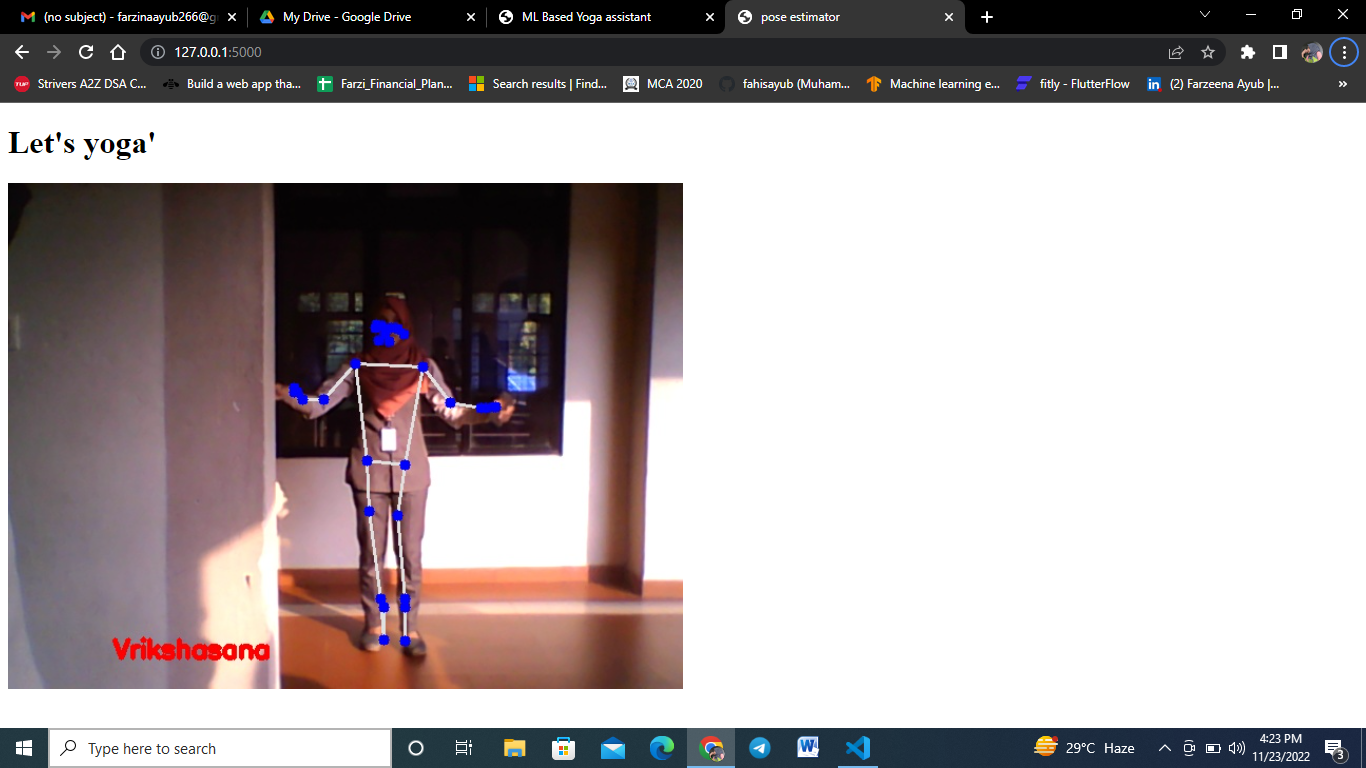 (no subject) - farzinaayub266@g
My Drive - Google Drive
ML Based Yoga assistant
pose estimator
127.0.0.1:5000
Strivers A2Z DSA C...
Build a web app tha...
Farzi_Financial_Plan...
Search results | Find...
MCA 2020
fahisayub (Muham...
Machine learning e...
fitly - FlutterFlow
(2) Farzeena Ayub |...
»
Let's yoga'
Vrikshasana
Type here to search
29°C Haze
4:23 PM
11/23/2022
3